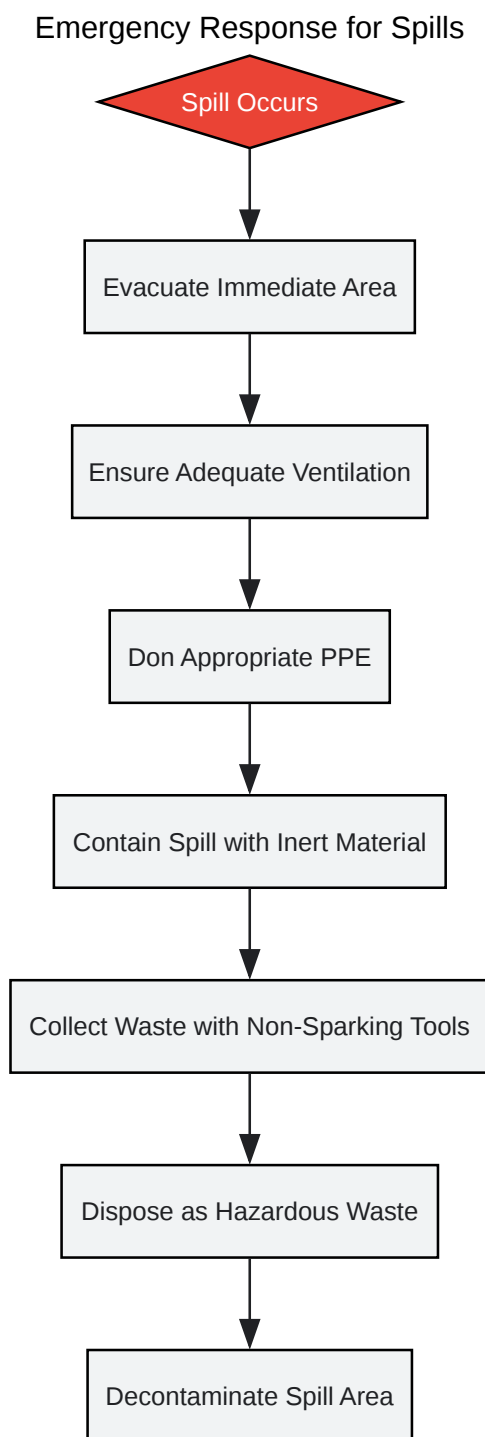 Emergency Response for Spills
Spill Occurs
Evacuate Immediate Area
Ensure Adequate Ventilation
Don Appropriate PPE
Contain Spill with Inert Material
Collect Waste with Non-Sparking Tools
Dispose as Hazardous Waste
Decontaminate Spill Area